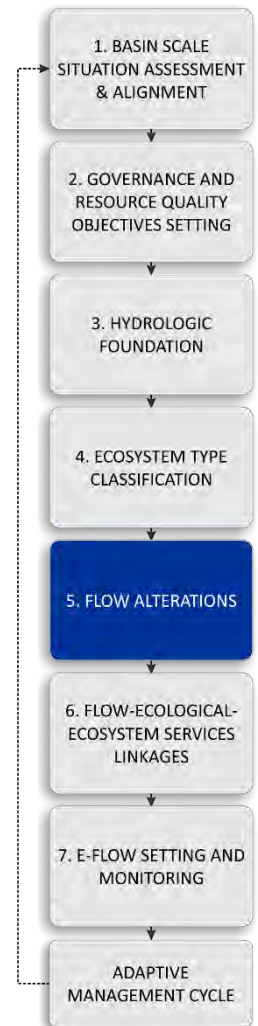 1. BASIN SCALE
SITUATION ASSESSMENT
& ALIGNMENT
2. GOVERNANCE AND
RESOURCE QUALITY
OBJECTIVES SETTING
3. HYDROLOGIC
FOUNDATION
4. ECOSYSTEM TYPE
CLASSIFICATION
5. FLOW ALTERATIONS
6. FLOW-ECOLOGICAL-
ECOSYSTEM SERVICES
LINKAGES
7. E-FLOW SETTING AND
MONITORING
ADAPTIVE
MANAGEMENT CYCLE